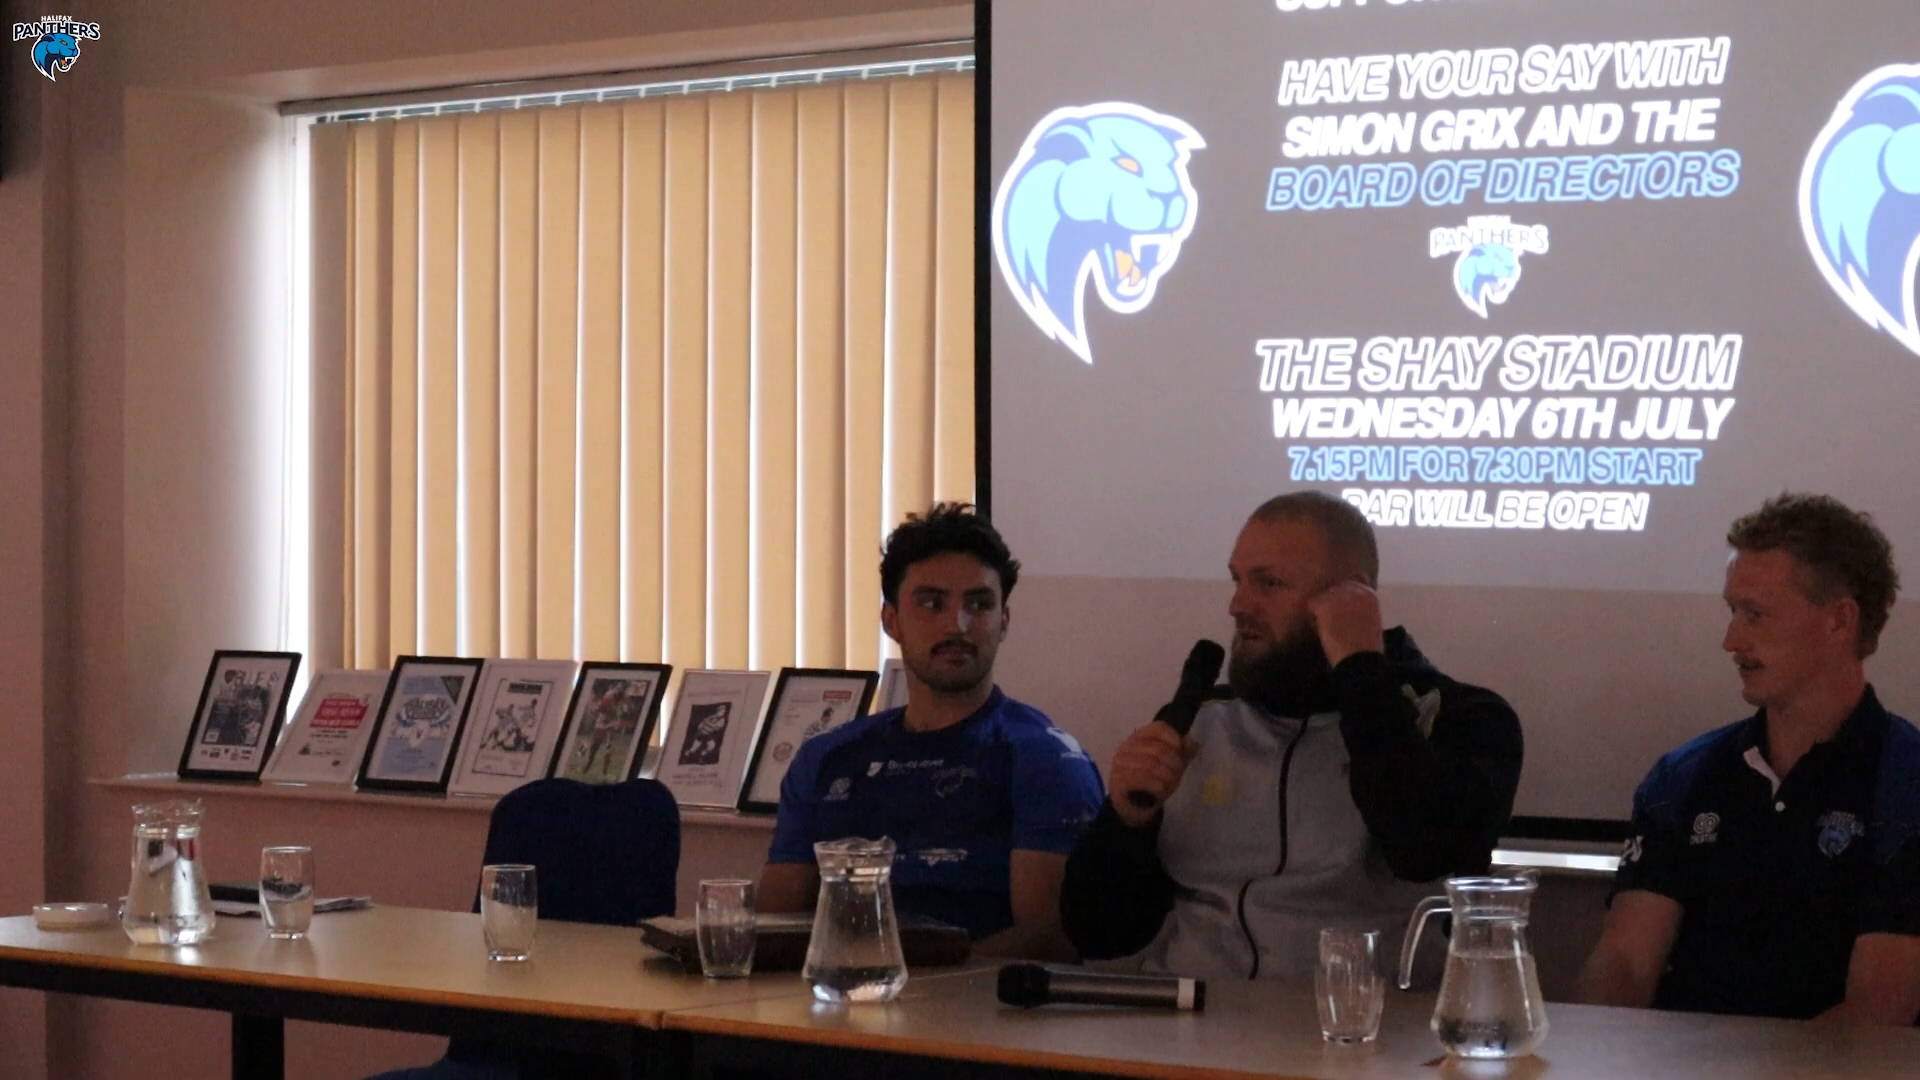 HALIFAX
PANTHERS
HAVE YOUR SAY WITH
SIMON GRIX AND THE
BOARD OF DIRECTORS
PANTHERS
THE SHAY STADIUM
WEDNESDAY 6TH JULY
7.15PM FOR 7.30PM START
BAR WILL BE OPEN